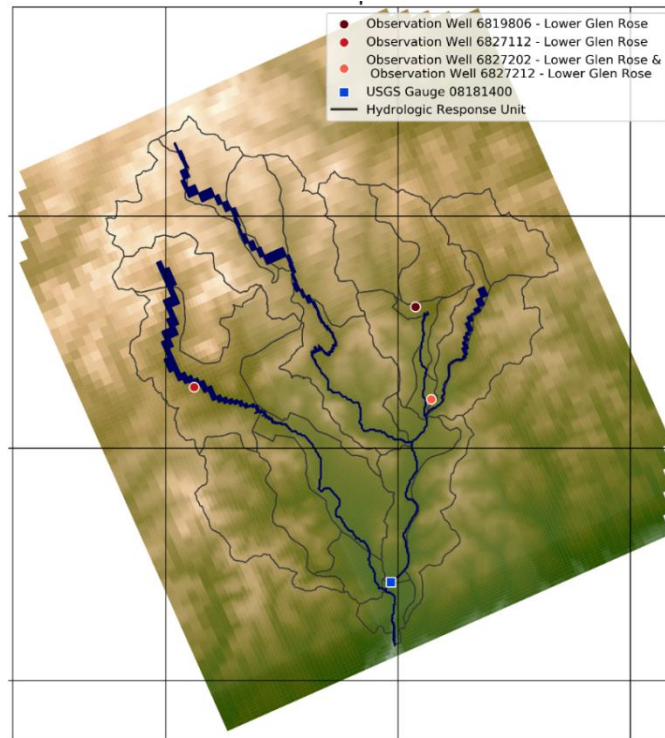 Observation Well 6819806 - Lower Glen Rose
Observation Well 6827112 - Lower Glen Rose
Observation Well 6827202 - Lower Glen Rose &
Observation Well 6827212 - Lower Glen Rose
USGS Gauge 08181400
Hydrologic Response Unit